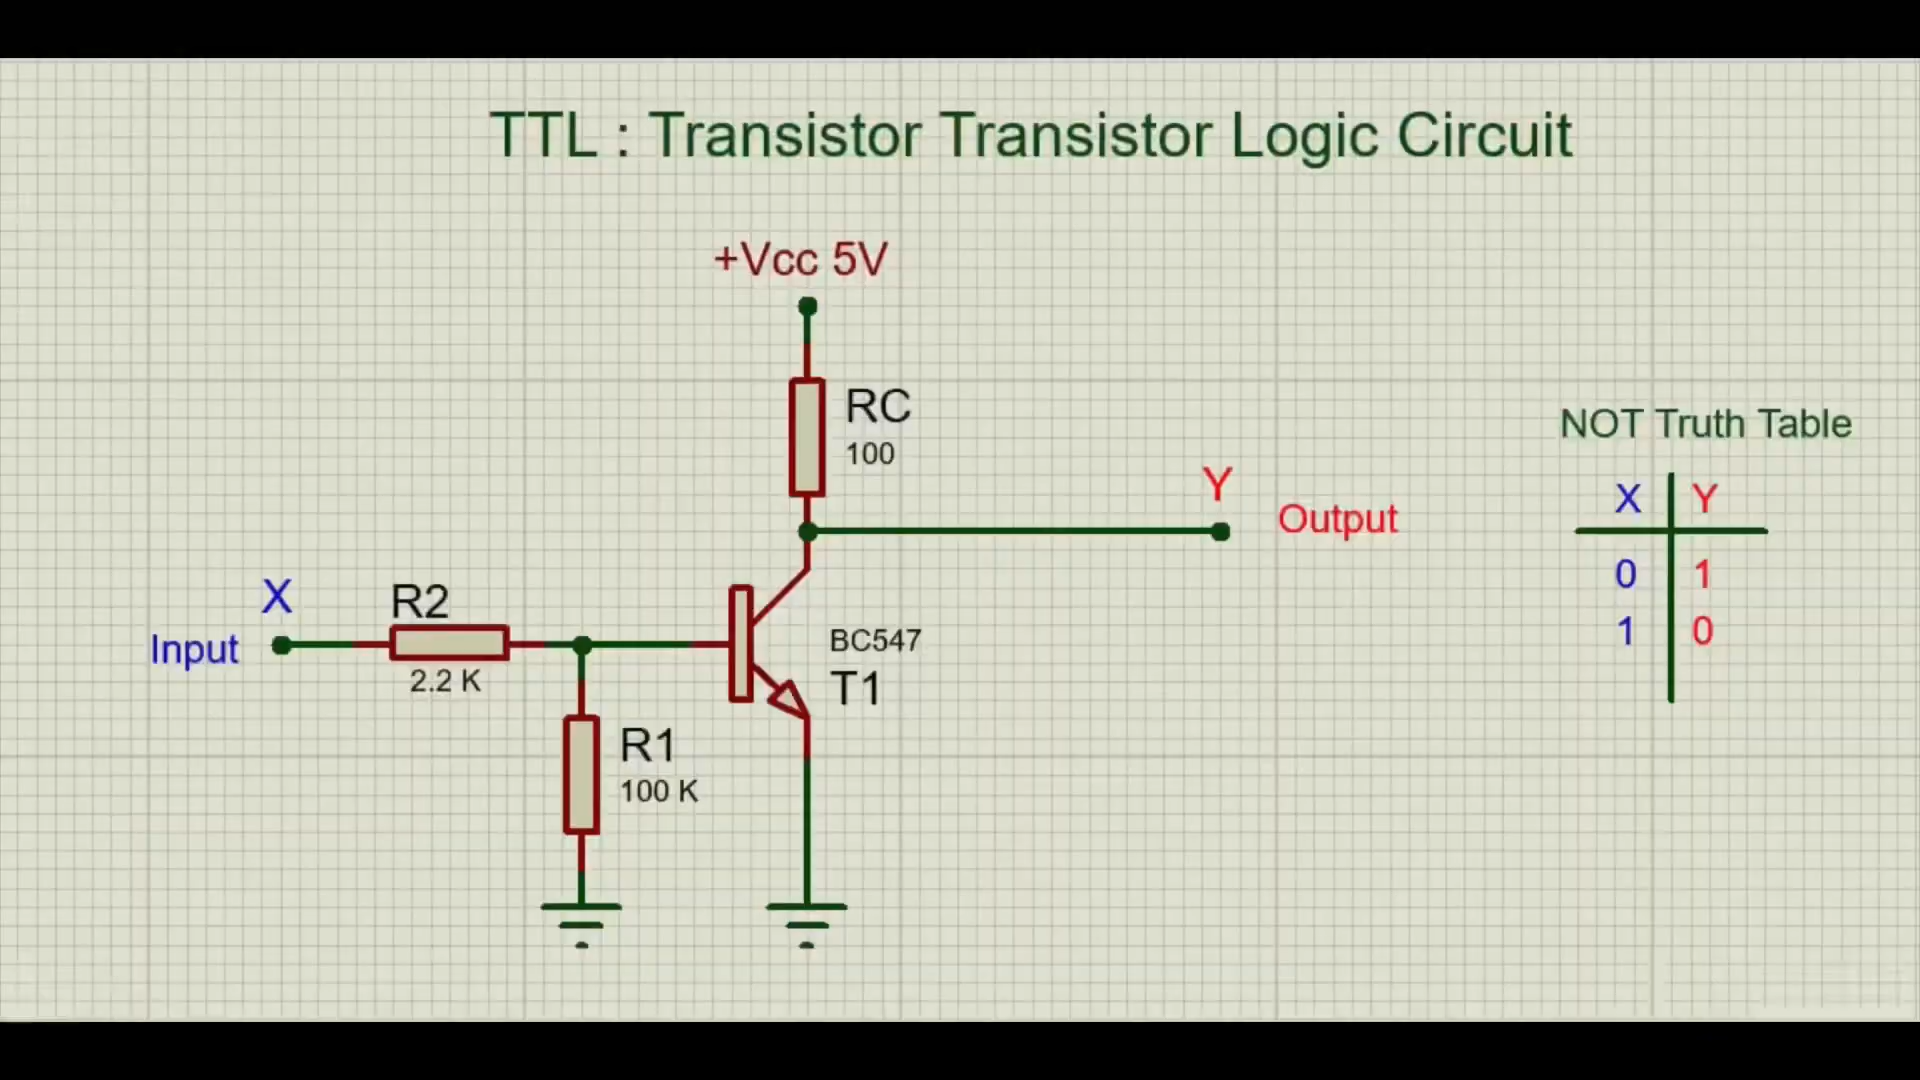 TTL : Transistor Transistor Logic Circuit
+Vcc 5V
RC
100
NOT Truth Table
X Y
0 1
1 0
Y
Output
X
Input
R2
2.2 K
BC547
T1
R1
100 K